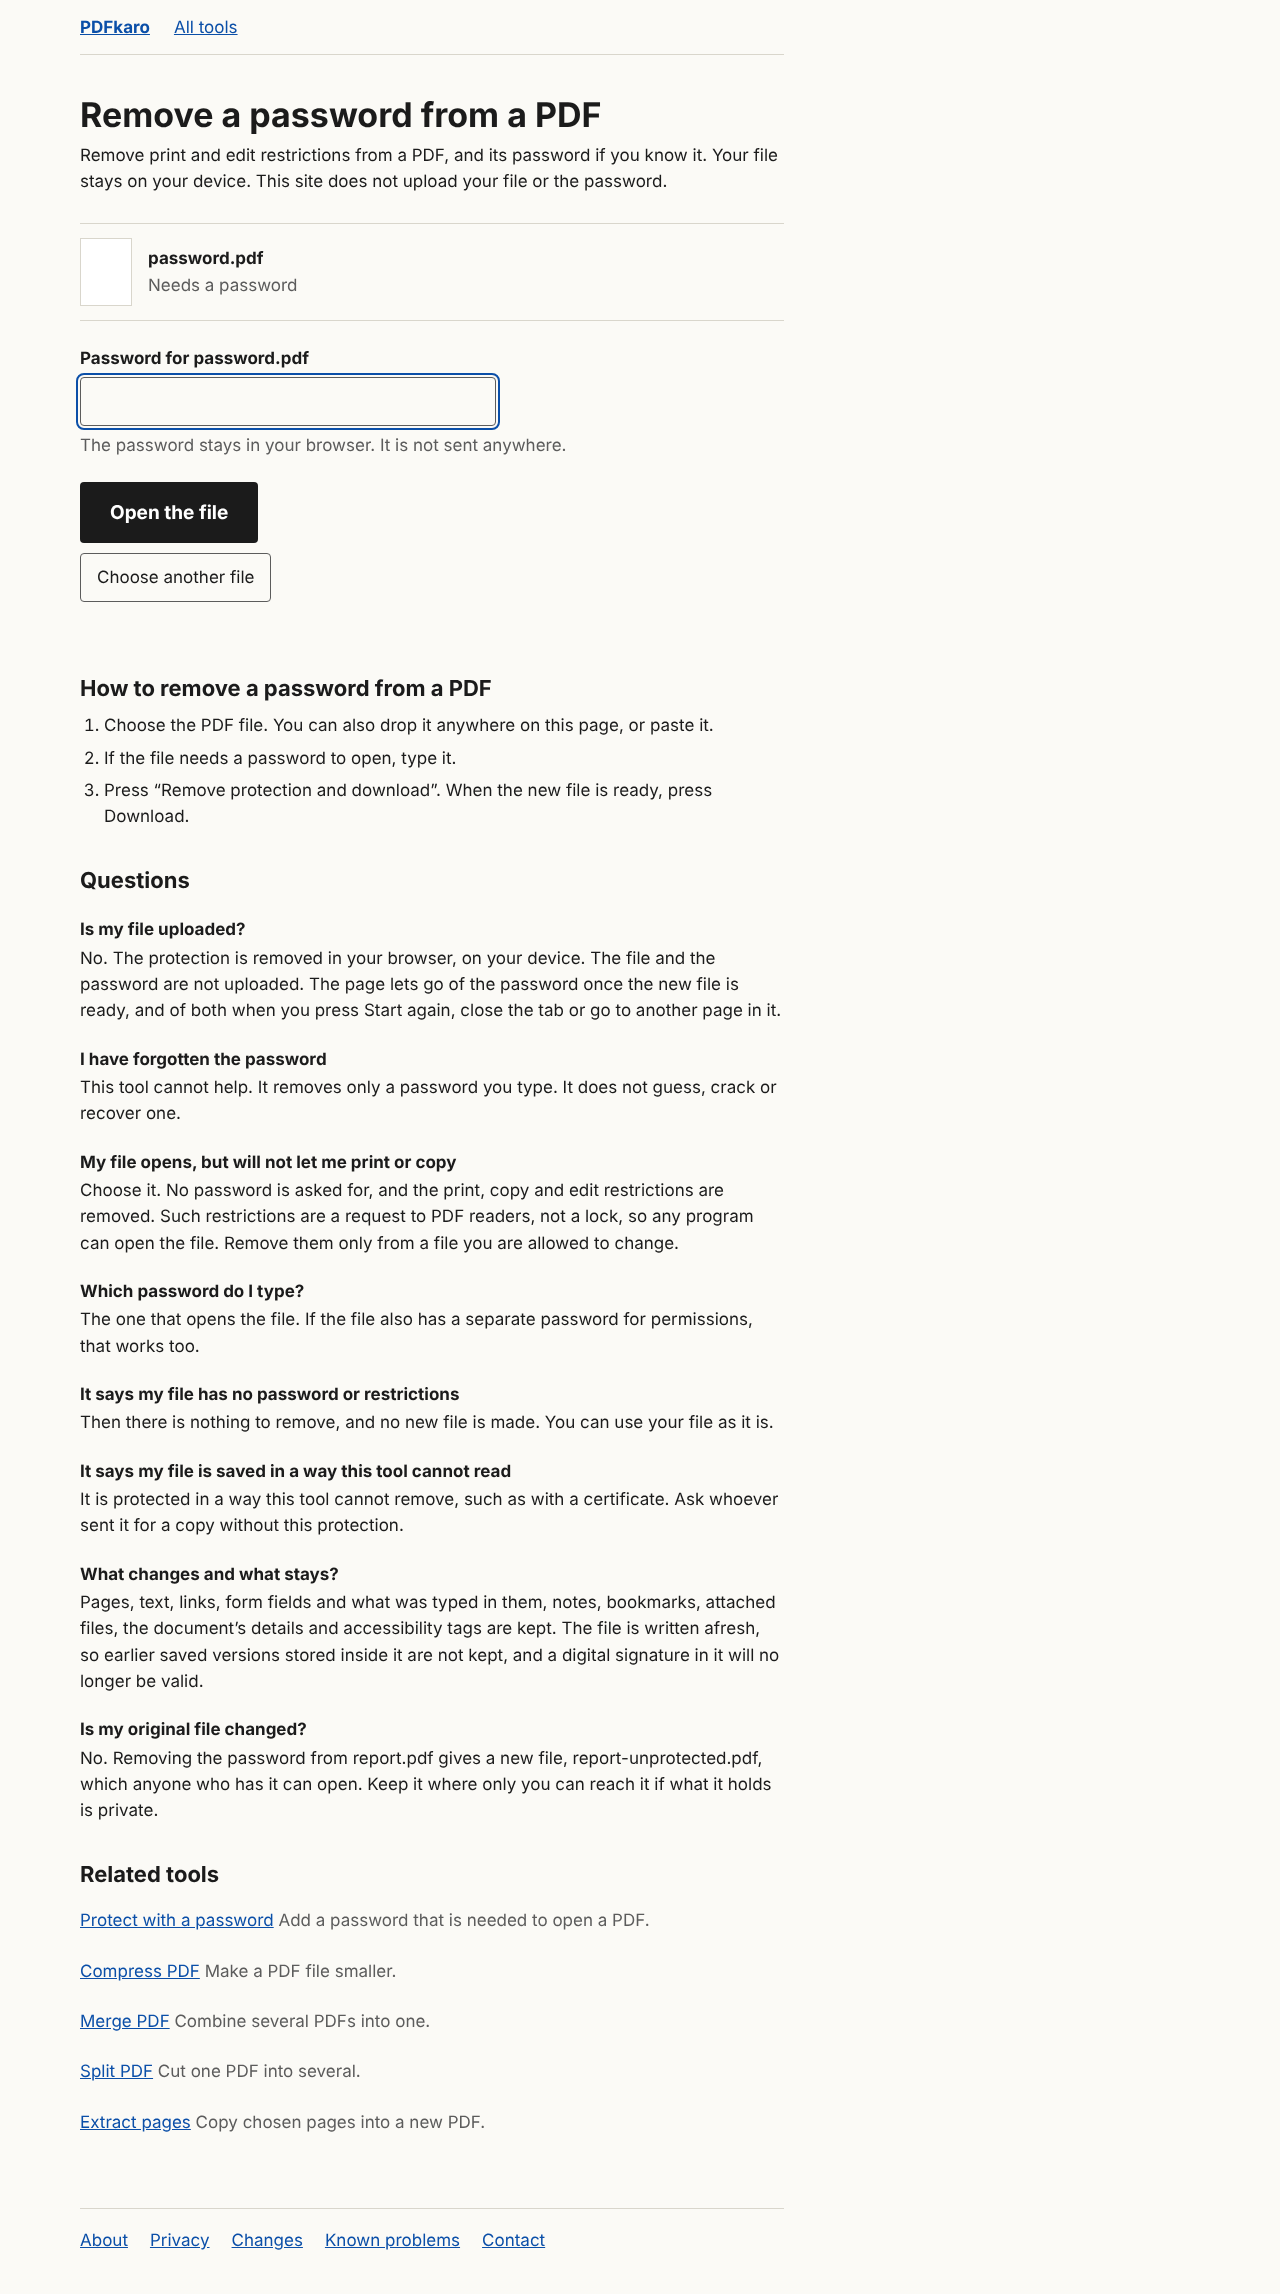 PDFkaro All tools
Remove a password from a PDF
Remove print and edit restrictions from a PDF, and its password if you know it. Your file
stays on your device. This site does not upload your file or the password.
password.pdf
Needs a password
Password for password.pdf
The password stays in your browser. It is not sent anywhere.
Open the file
Choose another file
How to remove a password from a PDF
1. Choose the PDF file. You can also drop it anywhere on this page, or paste it.
2. If the file needs a password to open, type it.
3. Press “Remove protection and download”. When the new file is ready, press
Download.
Questions
Is my file uploaded?
No. The protection is removed in your browser, on your device. The file and the
password are not uploaded. The page lets go of the password once the new file is
ready, and of both when you press Start again, close the tab or go to another page in it.
I have forgotten the password
This tool cannot help. It removes only a password you type. It does not guess, crack or
recover one.
My file opens, but will not let me print or copy
Choose it. No password is asked for, and the print, copy and edit restrictions are
removed. Such restrictions are a request to PDF readers, not a lock, so any program
can open the file. Remove them only from a file you are allowed to change.
Which password do I type?
The one that opens the file. If the file also has a separate password for permissions,
that works too.
It says my file has no password or restrictions
Then there is nothing to remove, and no new file is made. You can use your file as it is.
It says my file is saved in a way this tool cannot read
It is protected in a way this tool cannot remove, such as with a certificate. Ask whoever
sent it for a copy without this protection.
What changes and what stays?
Pages, text, links, form fields and what was typed in them, notes, bookmarks, attached
files, the document’s details and accessibility tags are kept. The file is written afresh,
so earlier saved versions stored inside it are not kept, and a digital signature in it will no
longer be valid.
Is my original file changed?
No. Removing the password from report.pdf gives a new file, report-unprotected.pdf,
which anyone who has it can open. Keep it where only you can reach it if what it holds
is private.
Related tools
Protect with a password Add a password that is needed to open a PDF.
Compress PDF Make a PDF file smaller.
Merge PDF Combine several PDFs into one.
Split PDF Cut one PDF into several.
Extract pages Copy chosen pages into a new PDF.
About Privacy Changes Known problems Contact